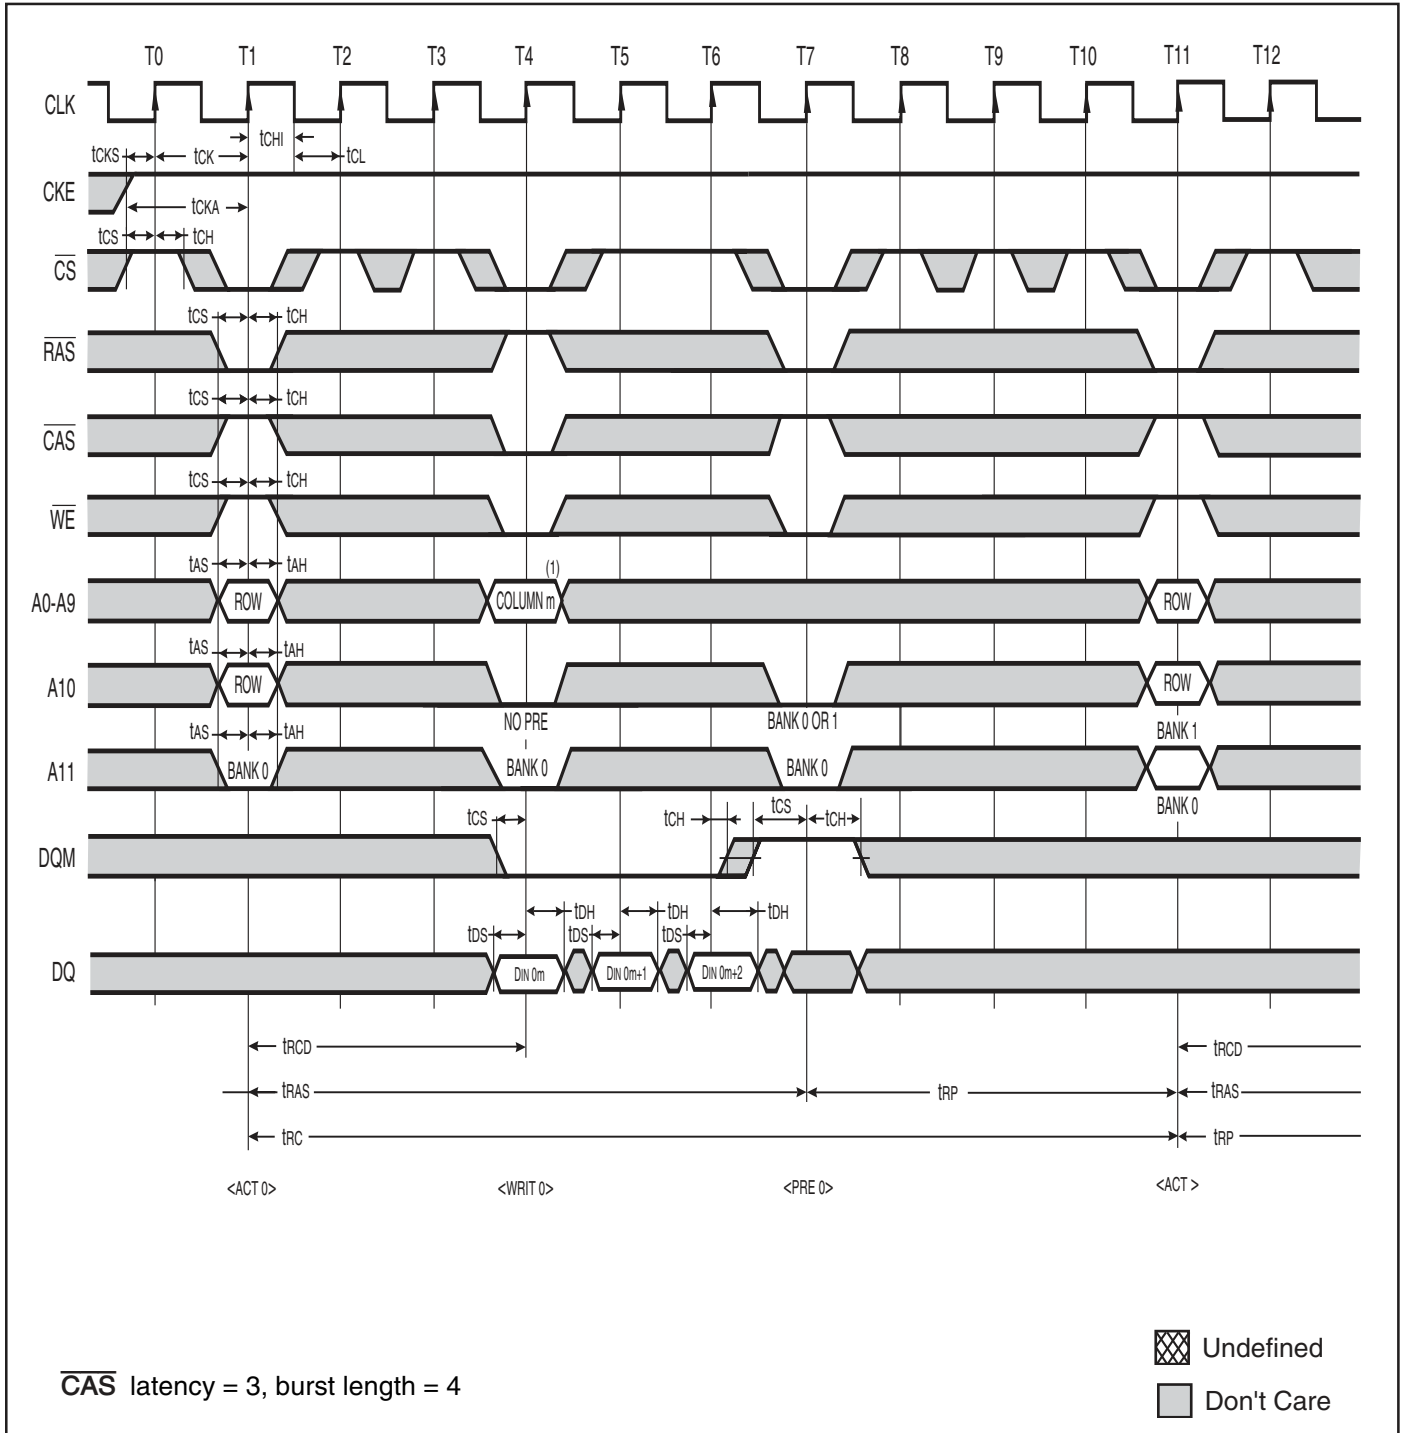 T0 T1 T2 T3 T4 T5 T6 T7 T8 T9 T10 T11 T12
CLK
tCHI
tCKS tCK tCL
CKE
tCKA
tCS tCH
CS
tCS tCH
RAS
tCS tCH
CAS
tCS tCH
WE
tAS tAH (1)
A0-A9 ROW COLUMN m ROW
tAS tAH
A10 ROW ROW
NO PRE BANK 0 OR 1
tAS tAH BANK 1
A11 BANK 0 BANK 0 BANK 0
BANK 0
tCS tCH tCS tCH
DQM
tDH tDH tDH
tDS tDS tDS
DQ DIN 0m DIN 0m+1 DIN 0m+2
tRCD tRCD
tRAS tRP tRAS
tRC tRP
<ACT 0> <WRIT 0> <PRE 0> <ACT >
Undefined
CAS latency = 3, burst length = 4
Don't Care